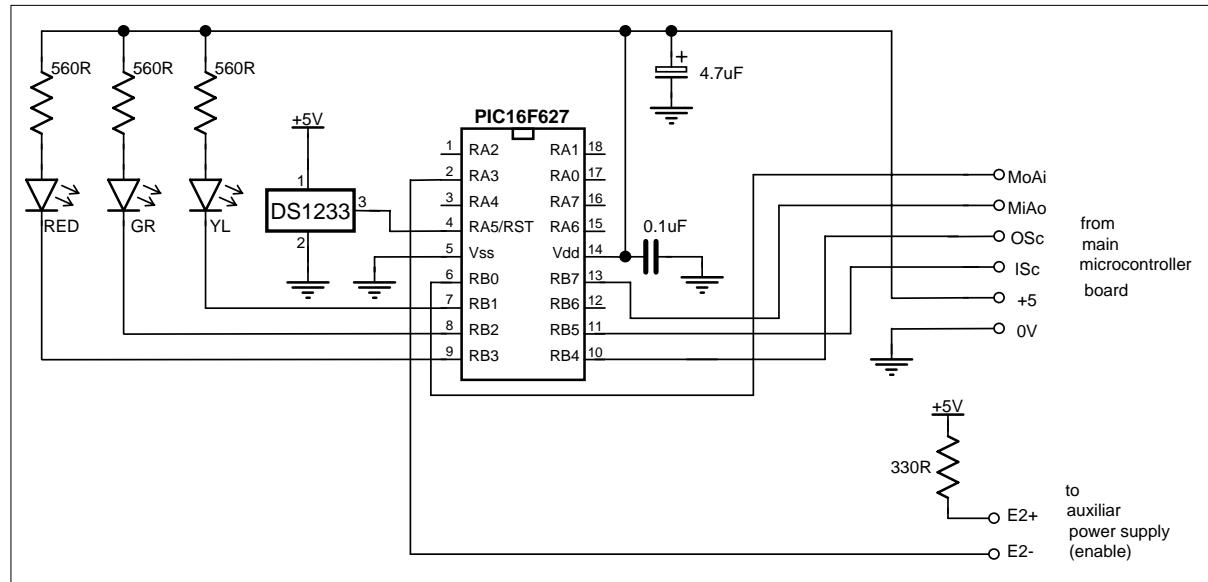 560R
560R
560R
+
4.7uF
PIC16F627
+5V
1
DS1233
3
2
RED
GR
YL
1 RA2
2 RA3
3 RA4
4 RA5/RST
5 Vss
6 RB0
7 RB1
8 RB2
9 RB3
RA1 18
RA0 17
RA7 16
RA6 15
Vdd 14
RB7 13
RB6 12
RB5 11
RB4 10
0.1uF
MoAi
MiAo
OSc
ISc
+5
0V
from
main
microcontroller
board
+5V
330R
E2+
E2-
to
auxiliar
power supply
(enable)